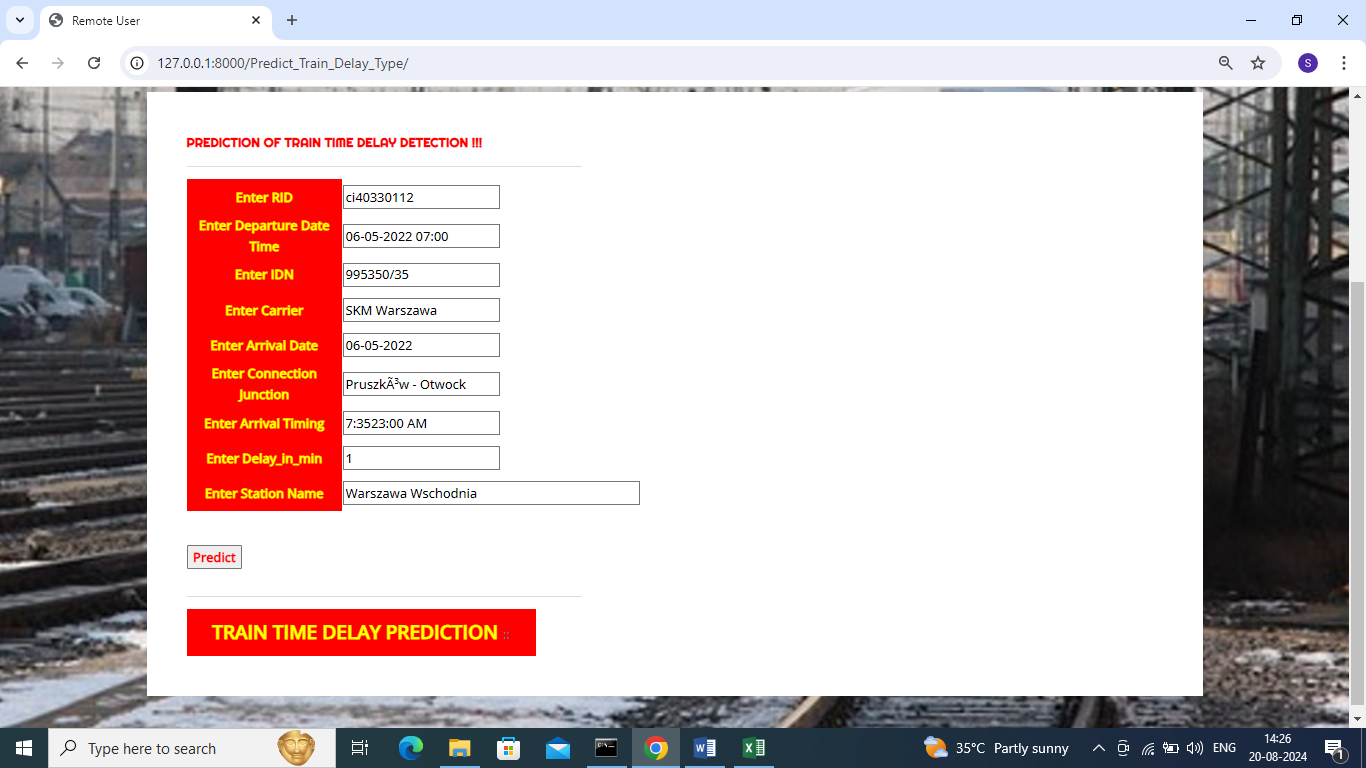 Remote User
127.0.0.1:8000/Predict_Train_Delay_Type/
S
PREDICTION OF TRAIN TIME DELAY DETECTION !!!
Enter RID
ci40330112
Enter Departure Date
Time
06-05-2022 07:00
Enter IDN
995350/35
Enter Carrier
SKM Warszawa
Enter Arrival Date
06-05-2022
Enter Connection
Junction
PruszkÃ³w - Otwock
Enter Arrival Timing
7:3523:00 AM
Enter Delay_in_min
1
Enter Station Name
Warszawa Wschodnia
Predict
TRAIN TIME DELAY PREDICTION ::
Type here to search
35°C Partly sunny
ENG
14:26
20-08-2024
1